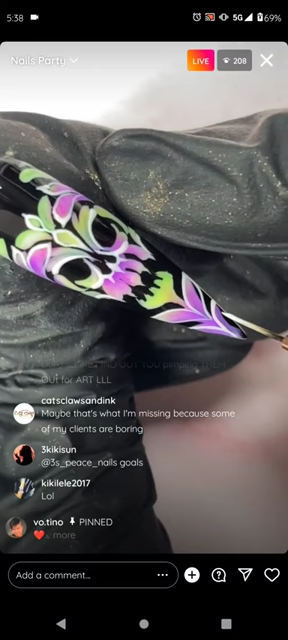 5:38
5G 69%
Nails Party
LIVE 208
OUT for ART LLL
catsclawsandink
Maybe that's what I'm missing because some
of my clients are boring
3kikisun
@3s_peace_nails goals
kikilele2017
Lol
vo.tino PINNED
❤️ more
Add a comment...